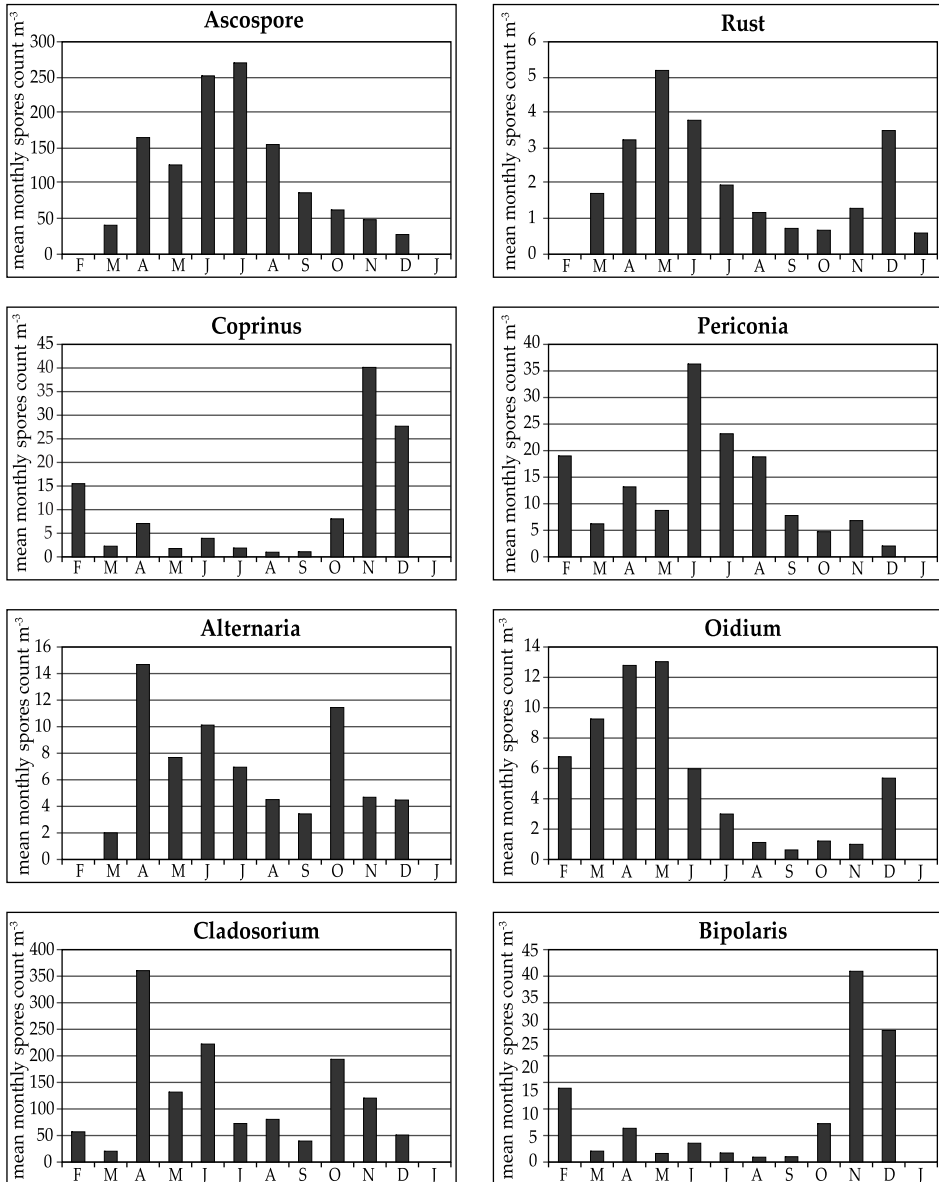 Ascospore
mean monthly spores count m-3
300
250
200
150
100
50
0
F M A M J J A S O N D J
Rust
mean monthly spores count m-3
6
5
4
3
2
1
0
F M A M J J A S O N D J
Coprinus
mean monthly spores count m-3
45
40
35
30
25
20
15
10
5
0
F M A M J J A S O N D J
Periconia
mean monthly spores count m-3
40
35
30
25
20
15
10
5
0
F M A M J J A S O N D J
Alternaria
mean monthly spores count m-3
16
14
12
10
8
6
4
2
0
F M A M J J A S O N D J
Oidium
mean monthly spores count m-3
14
12
10
8
6
4
2
0
F M A M J J A S O N D J
Cladosorium
mean monthly spores count m-3
400
350
300
250
200
150
100
50
0
F M A M J J A S O N D J
Bipolaris
mean monthly spores count m-3
45
40
35
30
25
20
15
10
5
0
F M A M J J A S O N D J